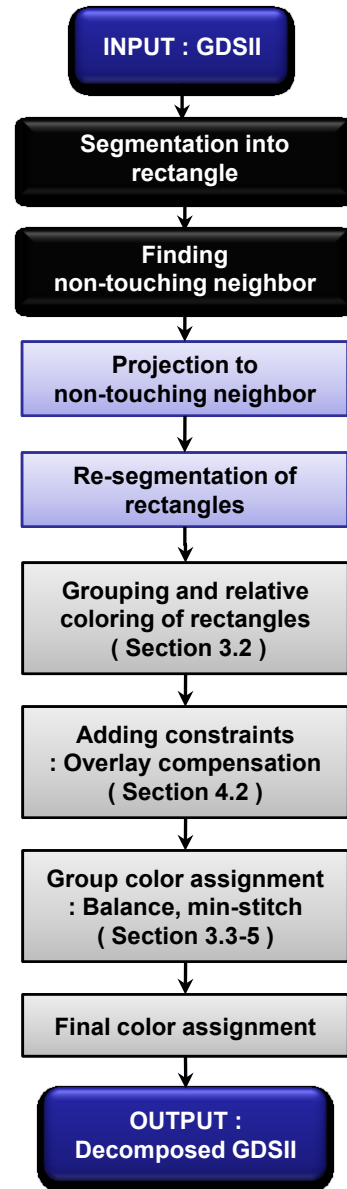 INPUT : GDSII
Segmentation into
rectangle
Finding
non-touching neighbor
Projection to
non-touching neighbor
Re-segmentation of
rectangles
Grouping and relative
coloring of rectangles
( Section 3.2 )
Adding constraints
: Overlay compensation
( Section 4.2 )
Group color assignment
: Balance, min-stitch
( Section 3.3-5 )
Final color assignment
OUTPUT :
Decomposed GDSII